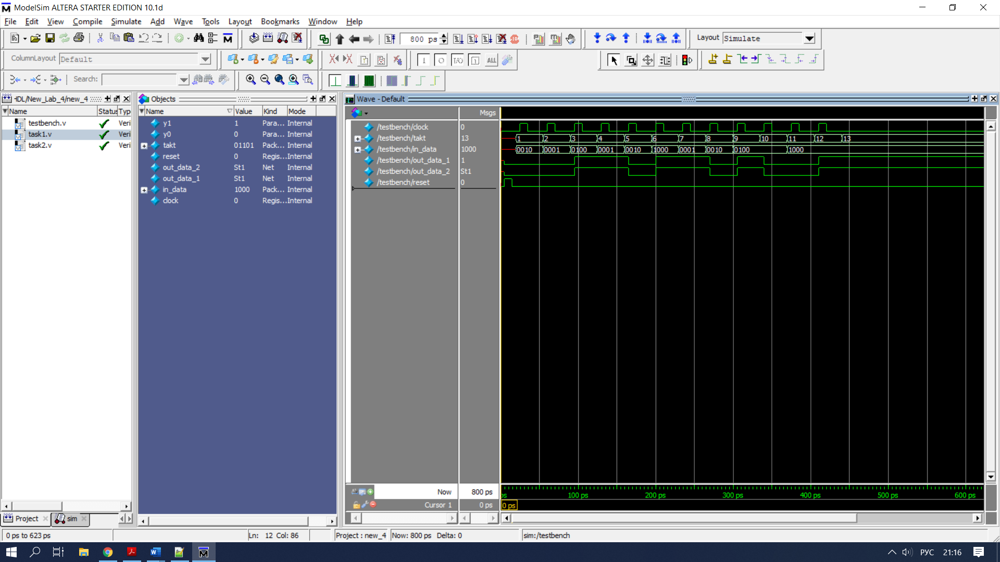 ModelSim ALTERA STARTER EDITION 10.1d
File Edit View Compile Simulate Add Wave Tools Layout Bookmarks Window Help
800 ps
Layout Simulate
ColumnLayout Default
ALL
Search:
HDL/New_Lab_4/new_4
Name Status Typ
testbench.v Veri
task1.v Veri
task2.v Veri
Project sim
Objects
Name Value Kind Mode
y1 1 Para... Internal
y0 0 Para... Internal
takt 01101 Pack... Internal
reset 0 Regis... Internal
out_data_2 St1 Net Internal
out_data_1 St1 Net Internal
in_data 1000 Pack... Internal
clock 0 Regis... Internal
Wave - Default
Msgs
/testbench/clock 0
/testbench/takt 13 1 2 3 4 5 6 7 8 9 10 11 12 13
/testbench/in_data 1000 0010 0001 0100 0001 0010 1000 0001 0010 0100 1000
/testbench/out_data_1 1
/testbench/out_data_2 St1
/testbench/reset 0
Now 800 ps ps 100 ps 200 ps 300 ps 400 ps 500 ps 600 ps
Cursor 1 0 ps 0 ps
0 ps to 623 ps
Ln: 12 Col: 86
Project : new_4
Now: 800 ps Delta: 0
sim:/testbench
РУС 21:16